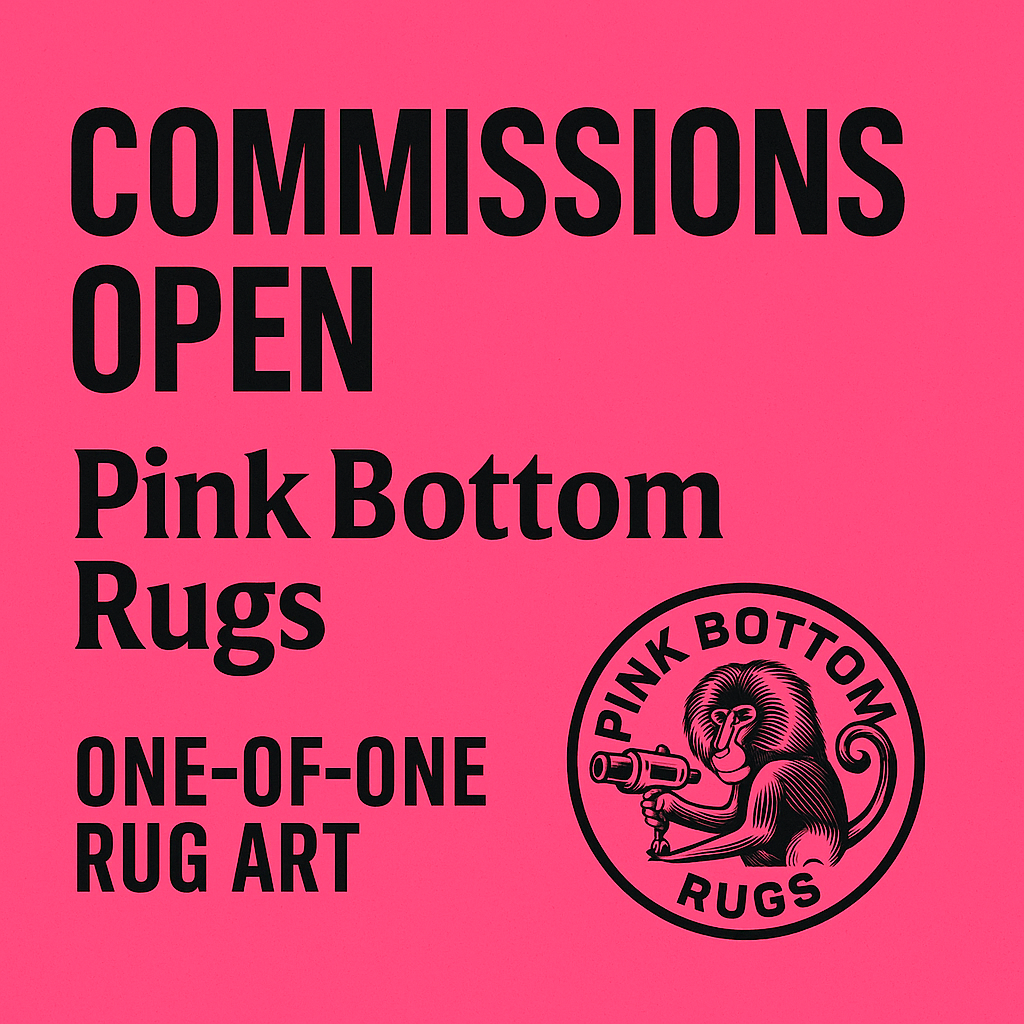 COMMISSIONS
OPEN
Pink Bottom
Rugs
ONE-OF-ONE
RUG ART
PINK BOTTOM
RUGS